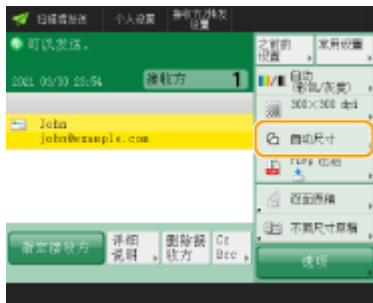 扫描和发送
个人设置
接收方/转发
设置
可以发送。
之前的
设置
常用设置
2021 03/30 23:54
接收方 1
自动
(彩色/灰度)
300×300 dpi
John
john@example.com
自动尺寸
双面原稿
不同尺寸原稿
指定接收方
详细
说明
删除接
收方
Cc
Bcc
选项